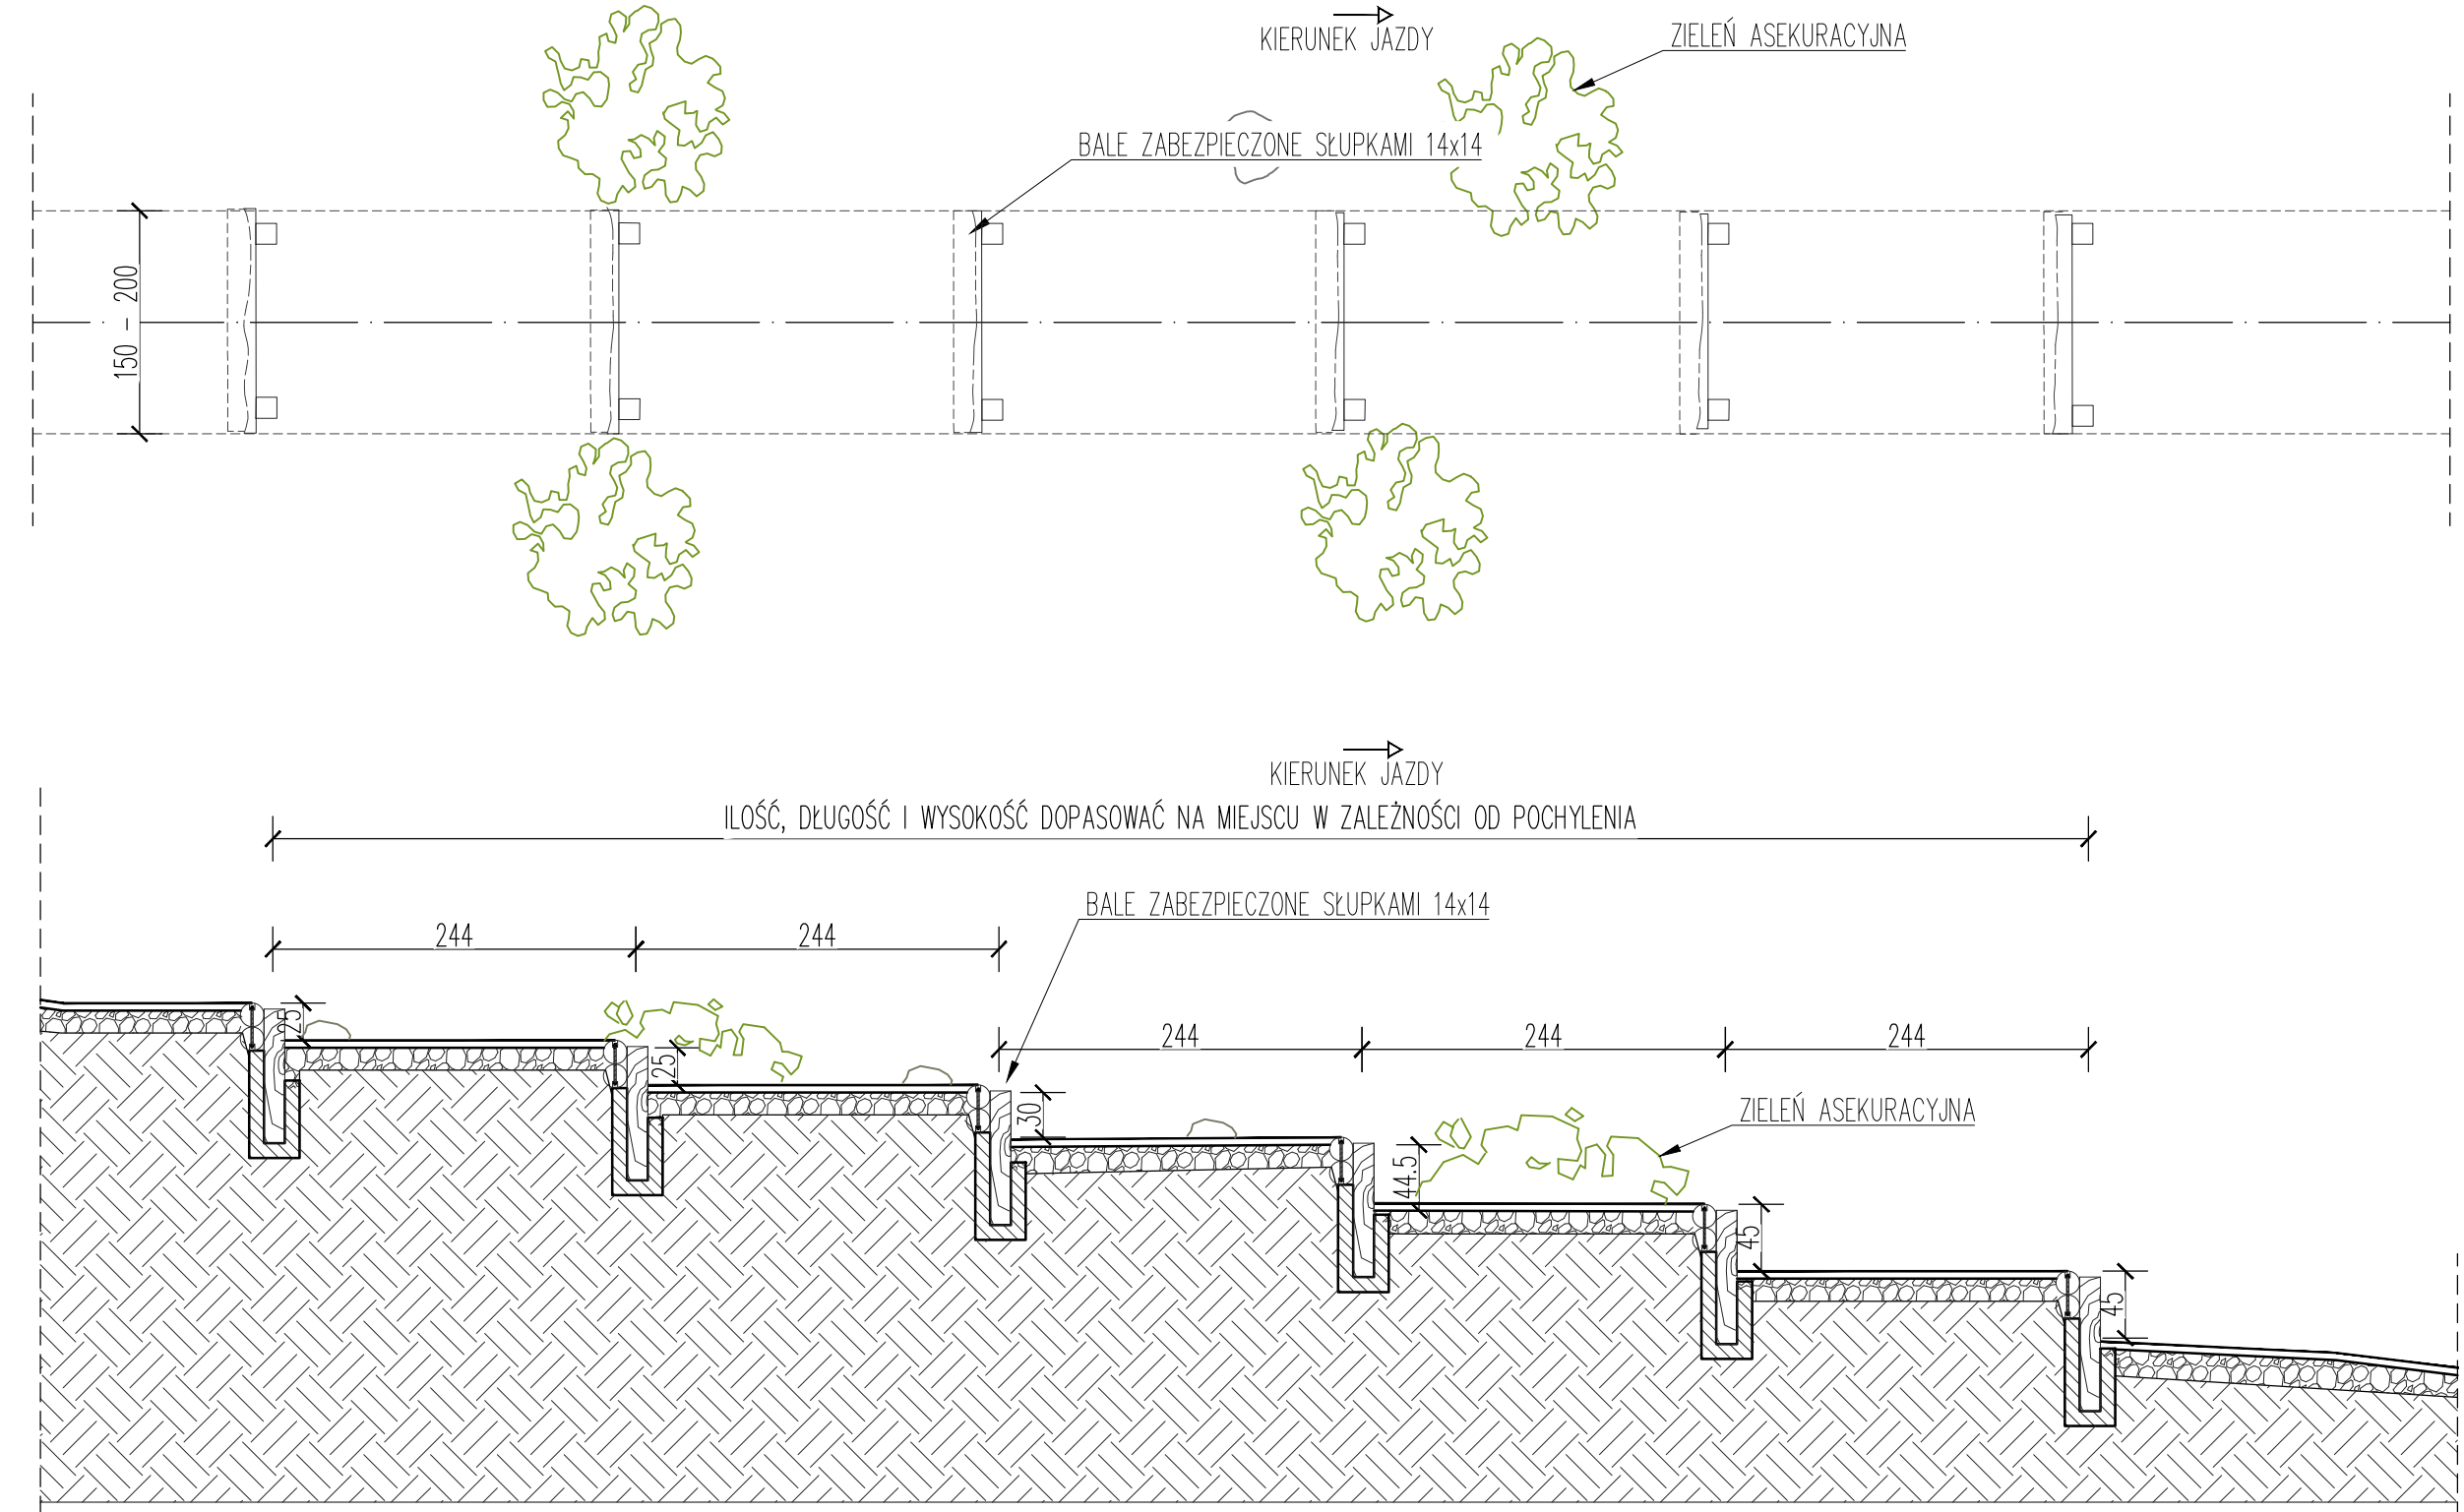 KIERUNEK JAZDY
ZIELEŃ ASEKURACYJNA
BALE ZABEZPIECZONE SŁUPKAMI 14x14
150 - 200
KIERUNEK JAZDY
ILOŚĆ, DŁUGOŚĆ I WYSOKOŚĆ DOPASOWAĆ NA MIEJSCU W ZALEŻNOŚCI OD POCHYLENIA
BALE ZABEZPIECZONE SŁUPKAMI 14x14
244
244
25
244
244
244
25
30
ZIELEŃ ASEKURACYJNA
44.5
45
45